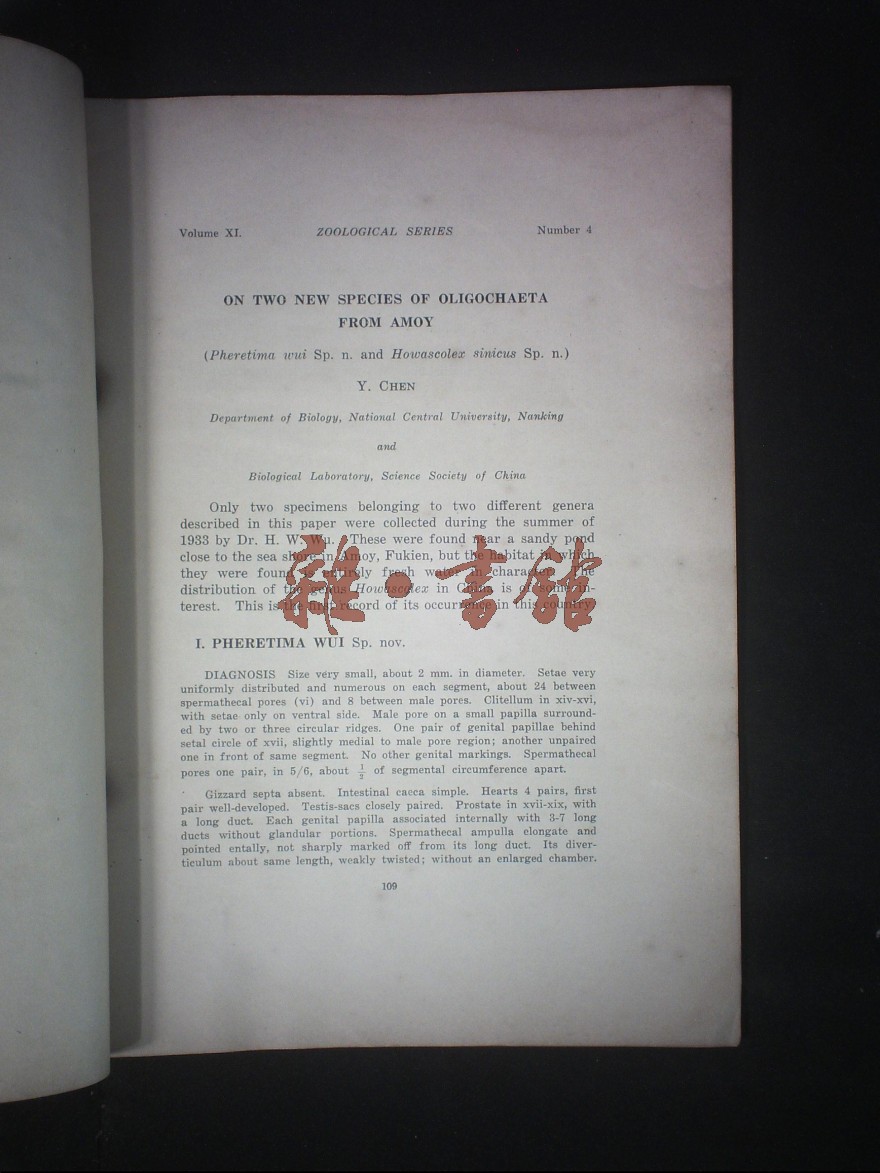 Volume XI. ZOOLOGICAL SERIES Number 4
ON TWO NEW SPECIES OF OLIGOCHAETA
FROM AMOY
(Pheretima wui Sp. n. and Howascolex sinicus Sp. n.)
Y. CHEN
Department of Biology, National Central University, Nanking
and
Biological Laboratory, Science Society of China
Only two specimens belonging to two different genera
described in this paper were collected during the summer of
1933 by Dr. H. W. Wu. These were found near a sandy pond
close to the sea shore in Amoy, Fukien, but the habitat in which
they were found is entirely fresh water in character. The
distribution of the genus Howascolex in China is of some in-
terest. This is the first record of its occurrence in this country.
雜·書館
I. PHERETIMA WUI Sp. nov.
DIAGNOSIS Size very small, about 2 mm. in diameter. Setae very
uniformly distributed and numerous on each segment, about 24 between
spermathecal pores (vi) and 8 between male pores. Clitellum in xiv-xvi,
with setae only on ventral side. Male pore on a small papilla surround-
ed by two or three circular ridges. One pair of genital papillae behind
setal circle of xvii, slightly medial to male pore region; another unpaired
one in front of same segment. No other genital markings. Spermathecal
pores one pair, in 5/6, about 1/2 of segmental circumference apart.
Gizzard septa absent. Intestinal caeca simple. Hearts 4 pairs, first
pair well-developed. Testis-sacs closely paired. Prostate in xvii-xix, with
a long duct. Each genital papilla associated internally with 3-7 long
ducts without glandular portions. Spermathecal ampulla elongate and
pointed entally, not sharply marked off from its long duct. Its diver-
ticulum about same length, weakly twisted; without an enlarged chamber.
109